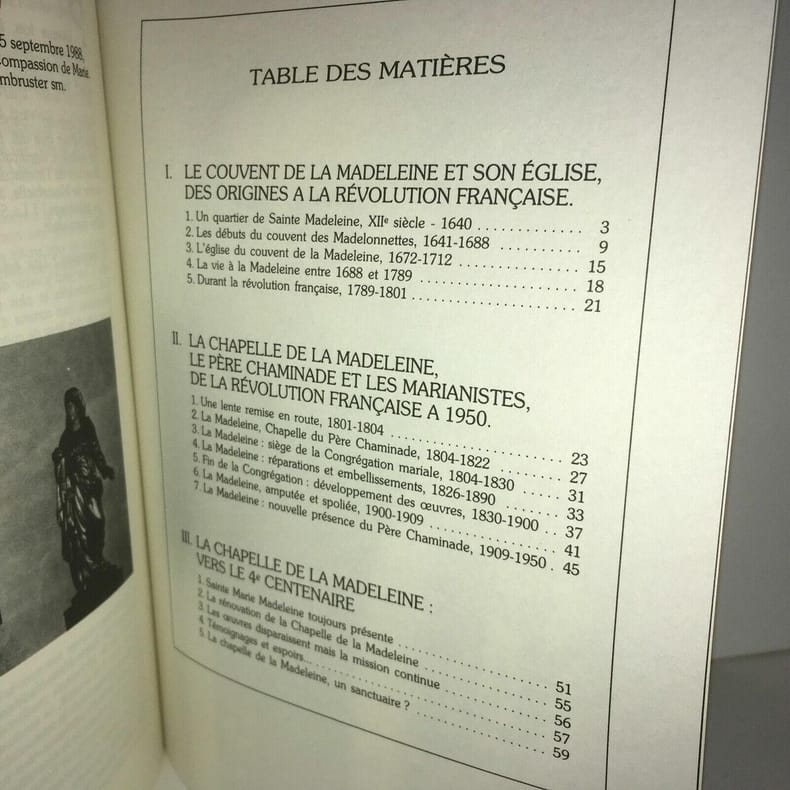 5 septembre 1988,
ompassion de Marie
mbruster sm.
TABLE DES MATIÈRES
I. LE COUVENT DE LA MADELEINE ET SON ÉGLISE,
DES ORIGINES A LA RÉVOLUTION FRANÇAISE.
1. Un quartier de Sainte Madeleine, XIIe siècle - 1640 ............. 3
2. Les débuts du couvent des Madelonnettes, 1641-1688 .......... 9
3. L'église du couvent de la Madeleine, 1672-1712 ............... 15
4. La vie à la Madeleine entre 1688 et 1789 .................... 18
5. Durant la révolution française, 1789-1801 ..................... 21
II. LA CHAPELLE DE LA MADELEINE,
LE PÈRE CHAMINADE ET LES MARIANISTES,
DE LA RÉVOLUTION FRANÇAISE A 1950.
1. Une lente remise en route, 1801-1804 ...................... 23
2. La Madeleine, Chapelle du Père Chaminade, 1804-1822 ........ 27
3. La Madeleine : siège de la Congrégation mariale, 1804-1830 ..... 31
4. La Madeleine : réparations et embellissements, 1826-1890 ....... 33
5. Fin de la Congrégation : développement des œuvres, 1830-1900 .. 37
6. La Madeleine, amputée et spoliée, 1900-1909 ................ 41
7. La Madeleine : nouvelle présence du Père Chaminade, 1909-1950 . 45
III. LA CHAPELLE DE LA MADELEINE :
VERS LE 4e CENTENAIRE
1. Sainte Marie Madeleine toujours présente .................... 51
2. La rénovation de la Chapelle de la Madeleine ................. 55
3. Les œuvres disparaissent mais la mission continue .............. 56
4. Témoignages et espoirs... .............................. 57
5. La chapelle de la Madeleine, un sanctuaire ? .................. 59